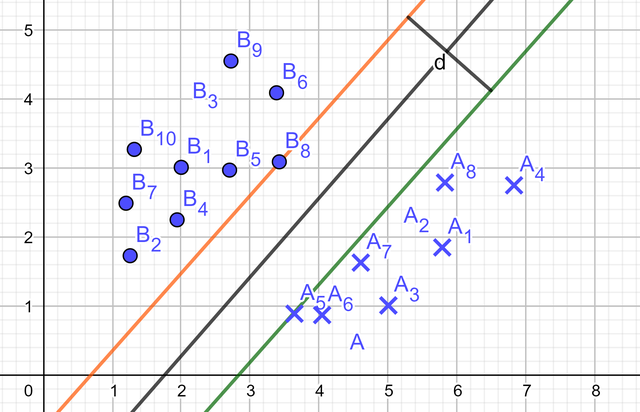 5
B₉
d
B₆
4
B₃
B₁₀
B₁
B₅
B₈
3
A₈
A₄
B₇
B₄
A₂
A₁
2
B₂
A₇
A₅
A₆
A₃
1
A
0 1 2 3 4 5 6 7 8